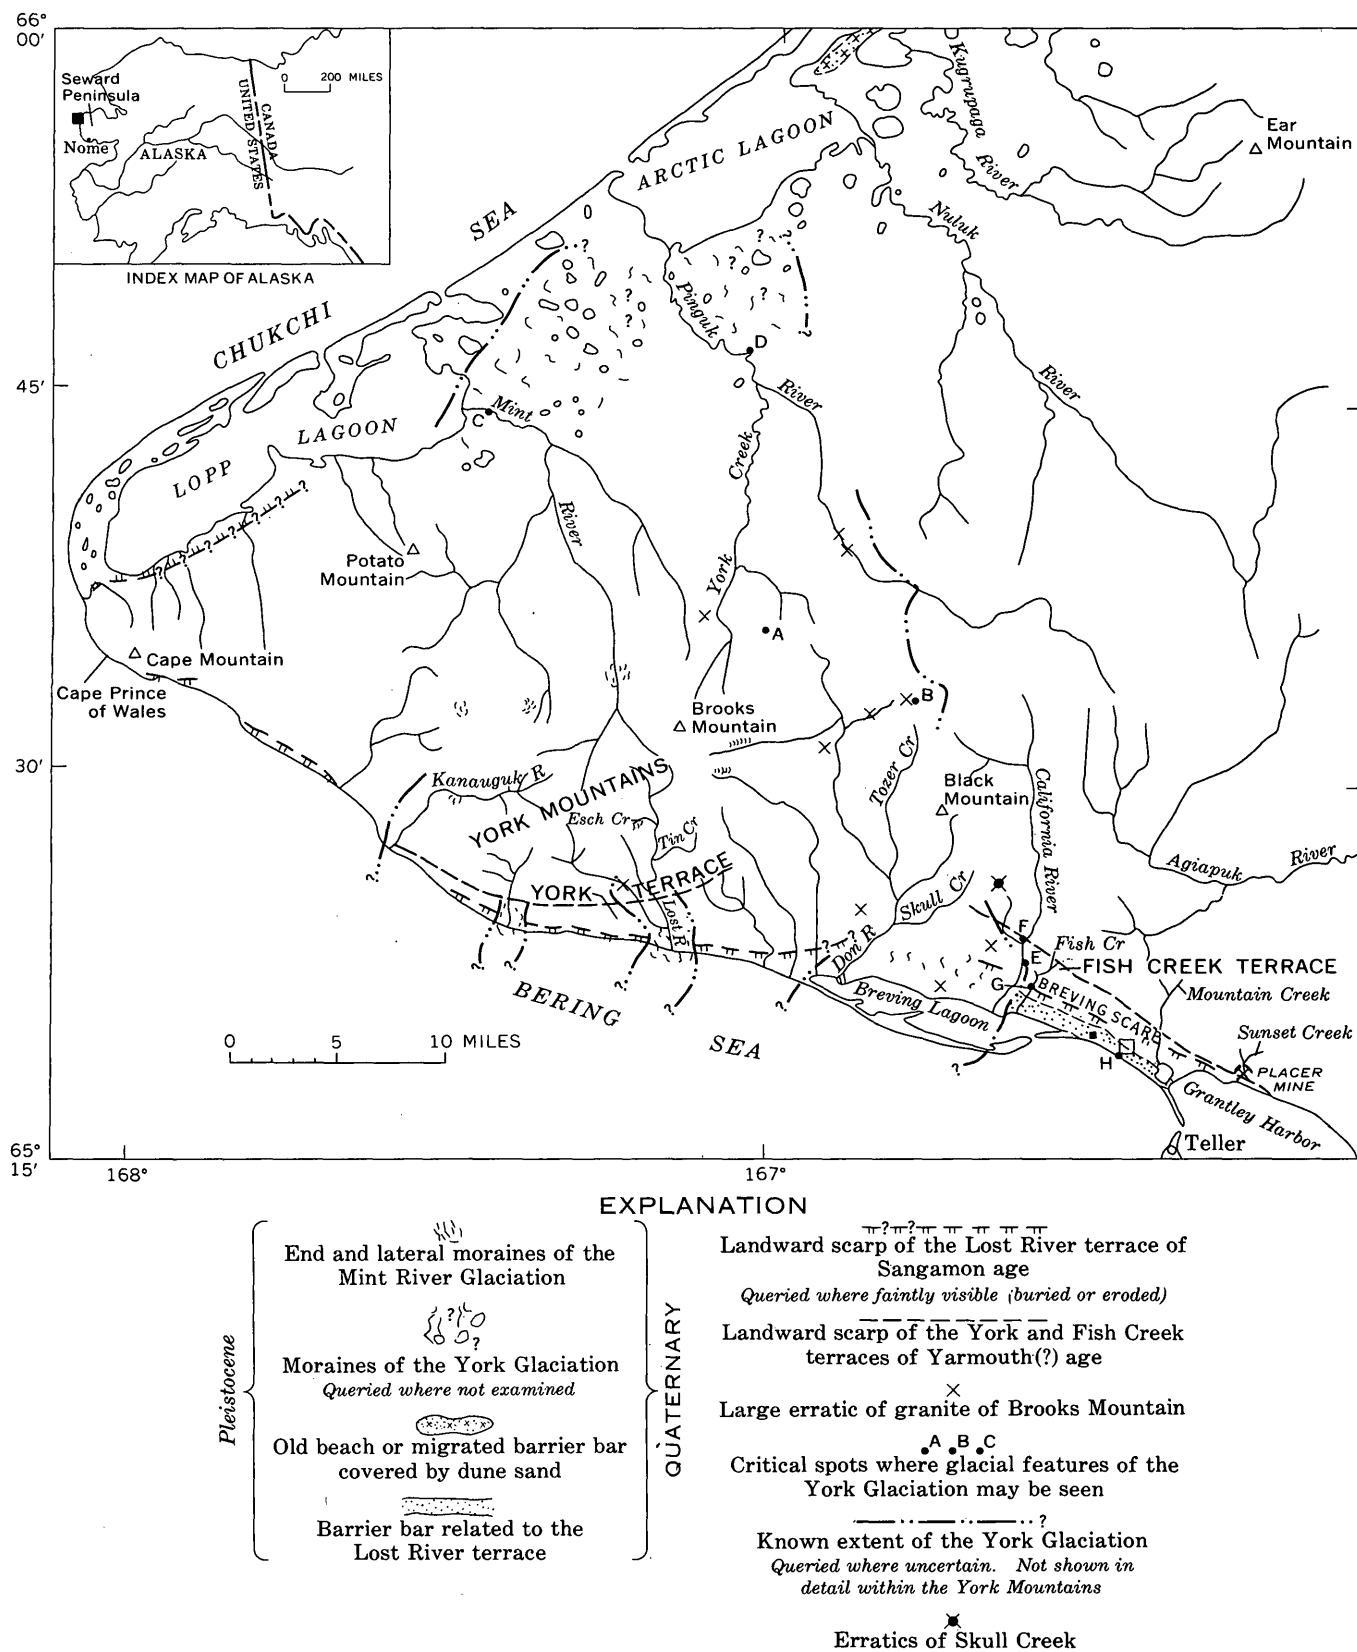 66°
00′
Seward
Peninsula
Nome
ALASKA
UNITED STATES
CANADA
0 200 MILES
INDEX MAP OF ALASKA
CHUKCHI
SEA
ARCTIC LAGOON
Kugrupaga
River
Ear
Mountain
Nuluk
River
Pinguk
River
D
45′
LOPP
LAGOON
C
Mint
River
York
Creek
Potato
Mountain
A
Cape Mountain
Cape Prince
of Wales
Brooks
Mountain
B
30′
Kanauguk R
YORK MOUNTAINS
Esch Cr
Tin Cr
Tozer Cr
Black
Mountain
California River
Agiapuk River
YORK TERRACE
Lost R
Skull Cr
Don R
F
Fish Cr
E
FISH CREEK TERRACE
G
BREVING SCARP
Mountain Creek
Breving Lagoon
Sunset Creek
H
PLACER
MINE
Grantley Harbor
Teller
BERING
SEA
0 5 10 MILES
65°
15′
168° 167°
EXPLANATION
Pleistocene
QUATERNARY
End and lateral moraines of the
Mint River Glaciation
Moraines of the York Glaciation
Queried where not examined
Old beach or migrated barrier bar
covered by dune sand
Barrier bar related to the
Lost River terrace
Landward scarp of the Lost River terrace of
Sangamon age
Queried where faintly visible (buried or eroded)
Landward scarp of the York and Fish Creek
terraces of Yarmouth(?) age
Large erratic of granite of Brooks Mountain
A B C
Critical spots where glacial features of the
York Glaciation may be seen
Known extent of the York Glaciation
Queried where uncertain. Not shown in
detail within the York Mountains
Erratics of Skull Creek